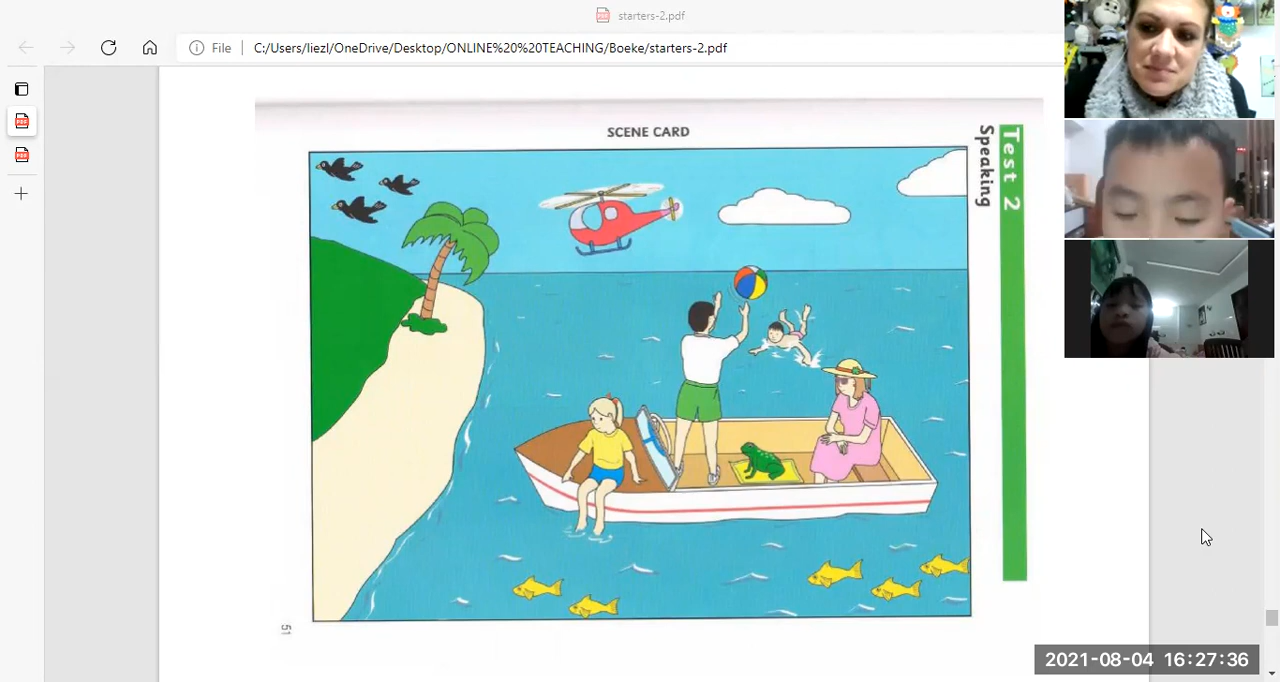 starters-2.pdf
File
C:/Users/liezl/OneDrive/Desktop/ONLINE%20%20TEACHING/Boeke/starters-2.pdf
SCENE CARD
Test 2
Speaking
51
2021-08-04 16:27:36